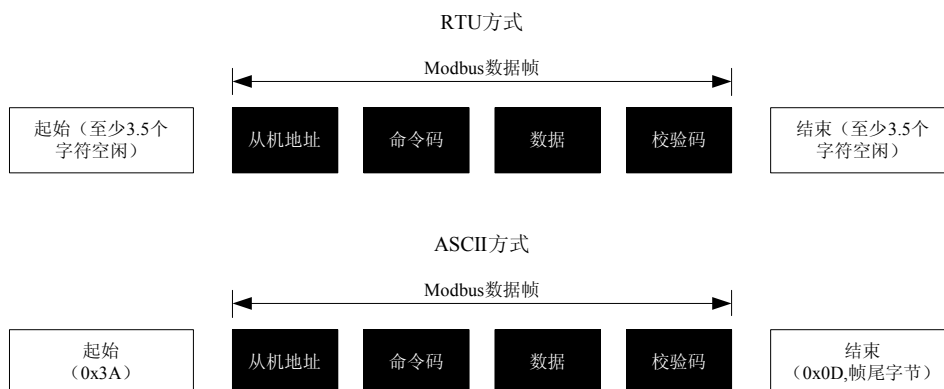 RTU方式
Modbus数据帧
起始（至少3.5个
字符空闲）
从机地址
命令码
数据
校验码
结束（至少3.5个
字符空闲）
ASCII方式
Modbus数据帧
起始
（0x3A）
从机地址
命令码
数据
校验码
结束
（0x0D,帧尾字节）